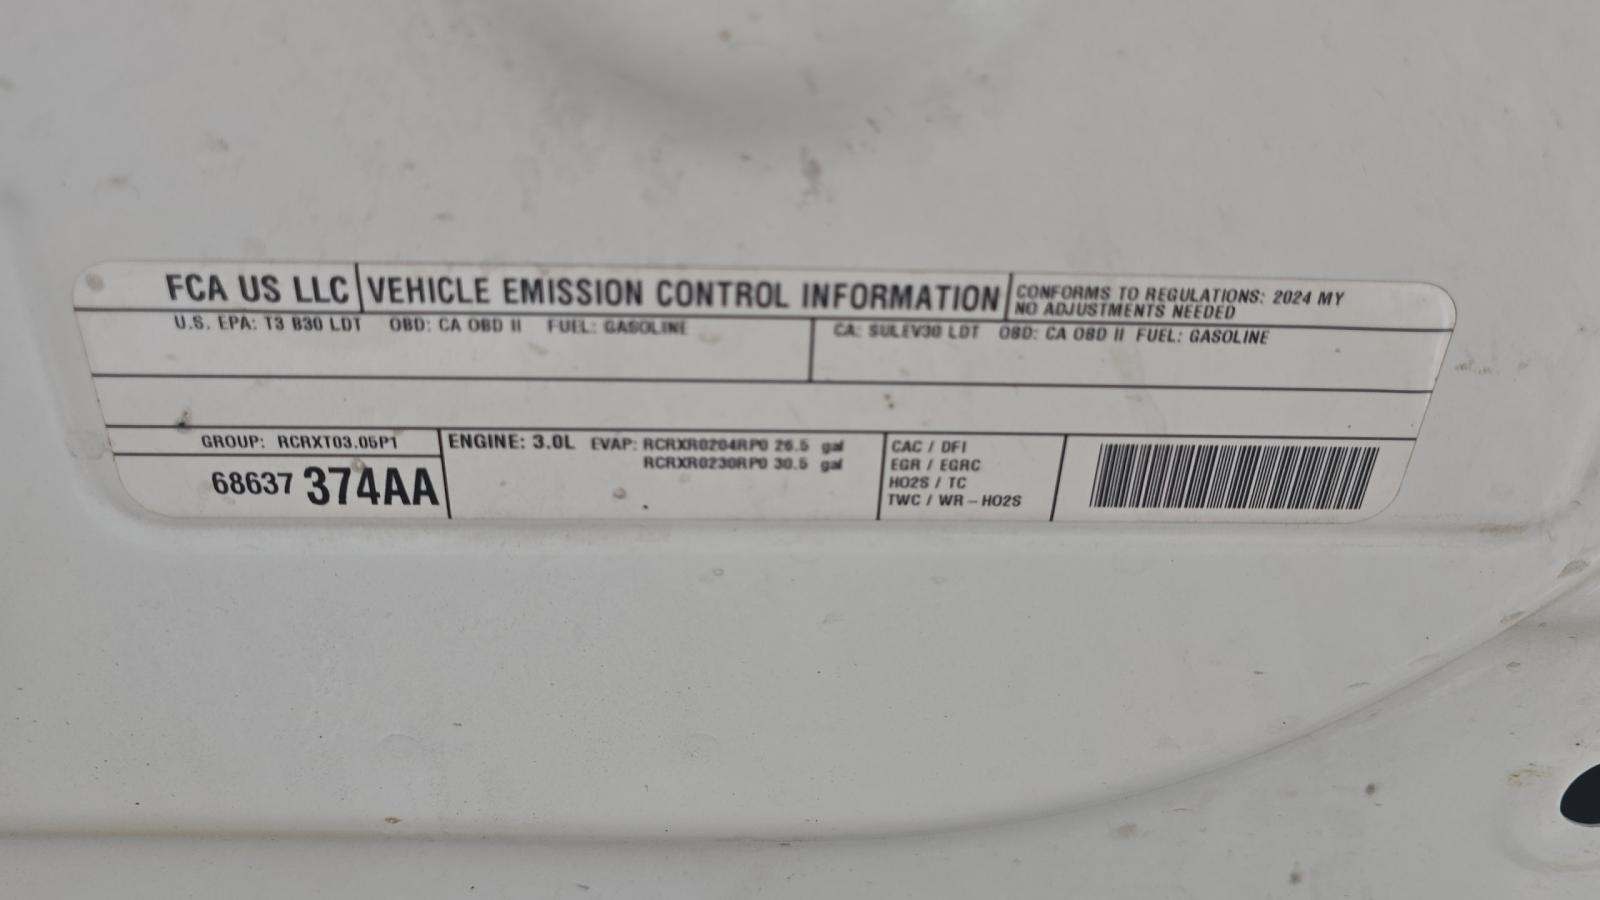 FCA US LLC VEHICLE EMISSION CONTROL INFORMATION CONFORMS TO REGULATIONS: 2024 MY
NO ADJUSTMENTS NEEDED
U.S. EPA: T3 B30 LDT OBD: CA OBD II FUEL: GASOLINE CA: SULEV30 LDT OBD: CA OBD II FUEL: GASOLINE
GROUP: RCRXT03.05P1
68637 374AA
ENGINE: 3.0L EVAP: RCRXR0204RP0 26.5 gal
RCRXR0230RP0 30.5 gal
CAC / DFI
EGR / EGRC
HO2S / TC
TWC / WR - HO2S